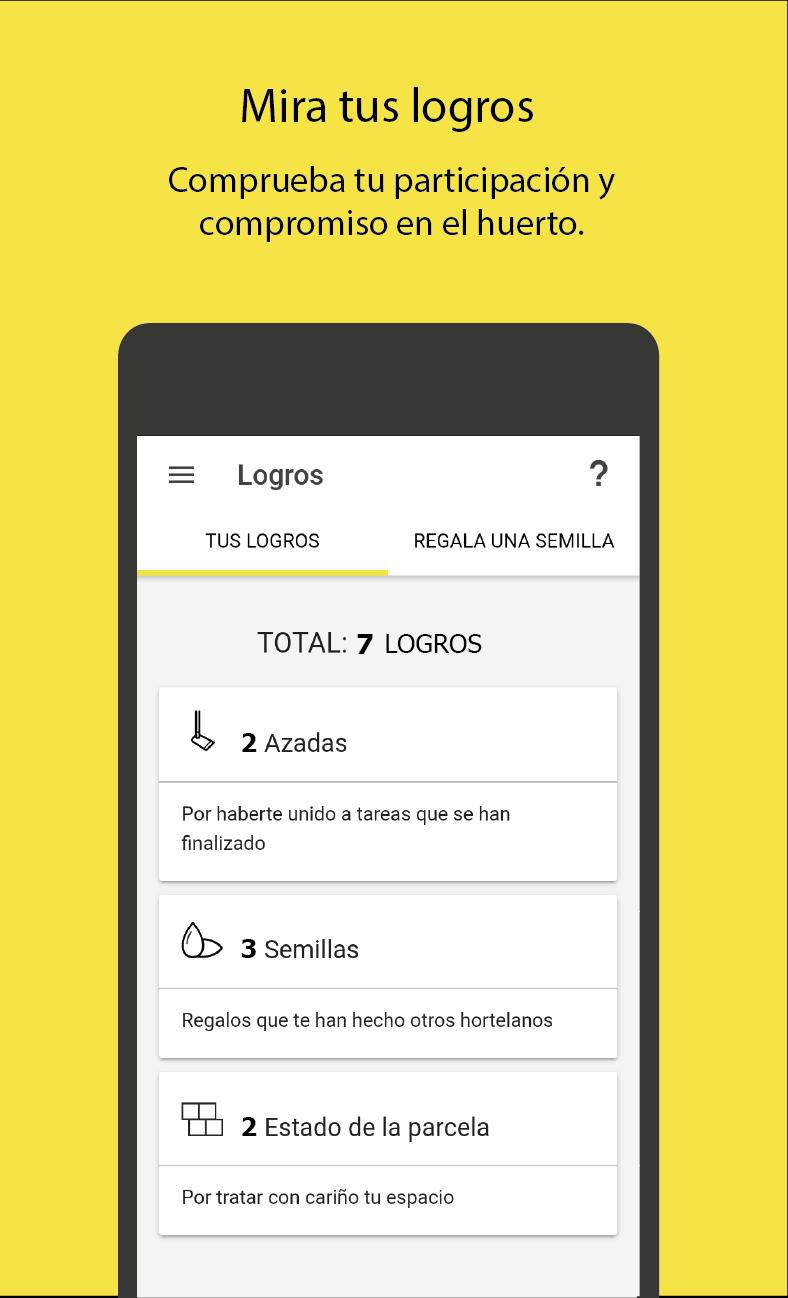 Mira tus logros
Comprueba tu participación y
compromiso en el huerto.
Logros ?
TUS LOGROS REGALA UNA SEMILLA
TOTAL: 7 LOGROS
2 Azadas
Por haberte unido a tareas que se han
finalizado
3 Semillas
Regalos que te han hecho otros hortelanos
2 Estado de la parcela
Por tratar con cariño tu espacio